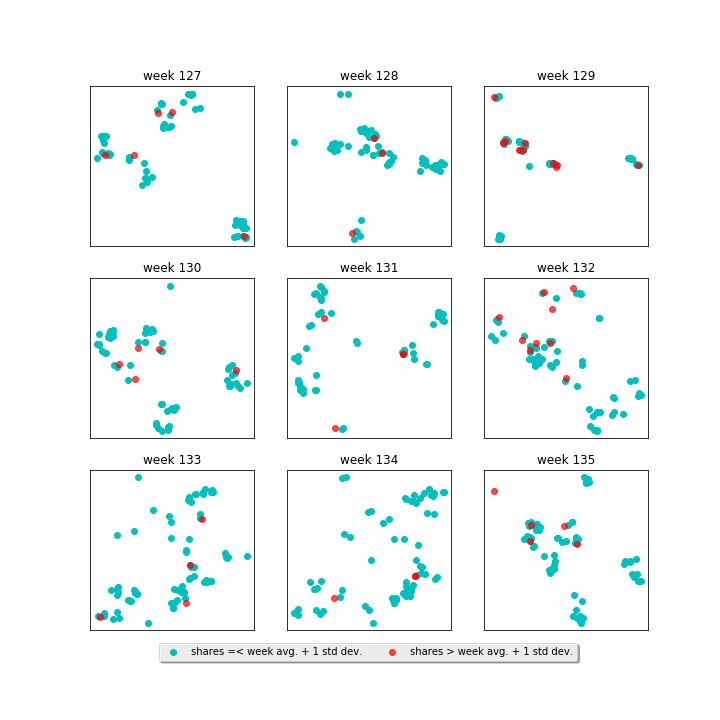 week 127
week 128
week 129
week 130
week 131
week 132
week 133
week 134
week 135
shares =< week avg. + 1 std dev.
shares > week avg. + 1 std dev.